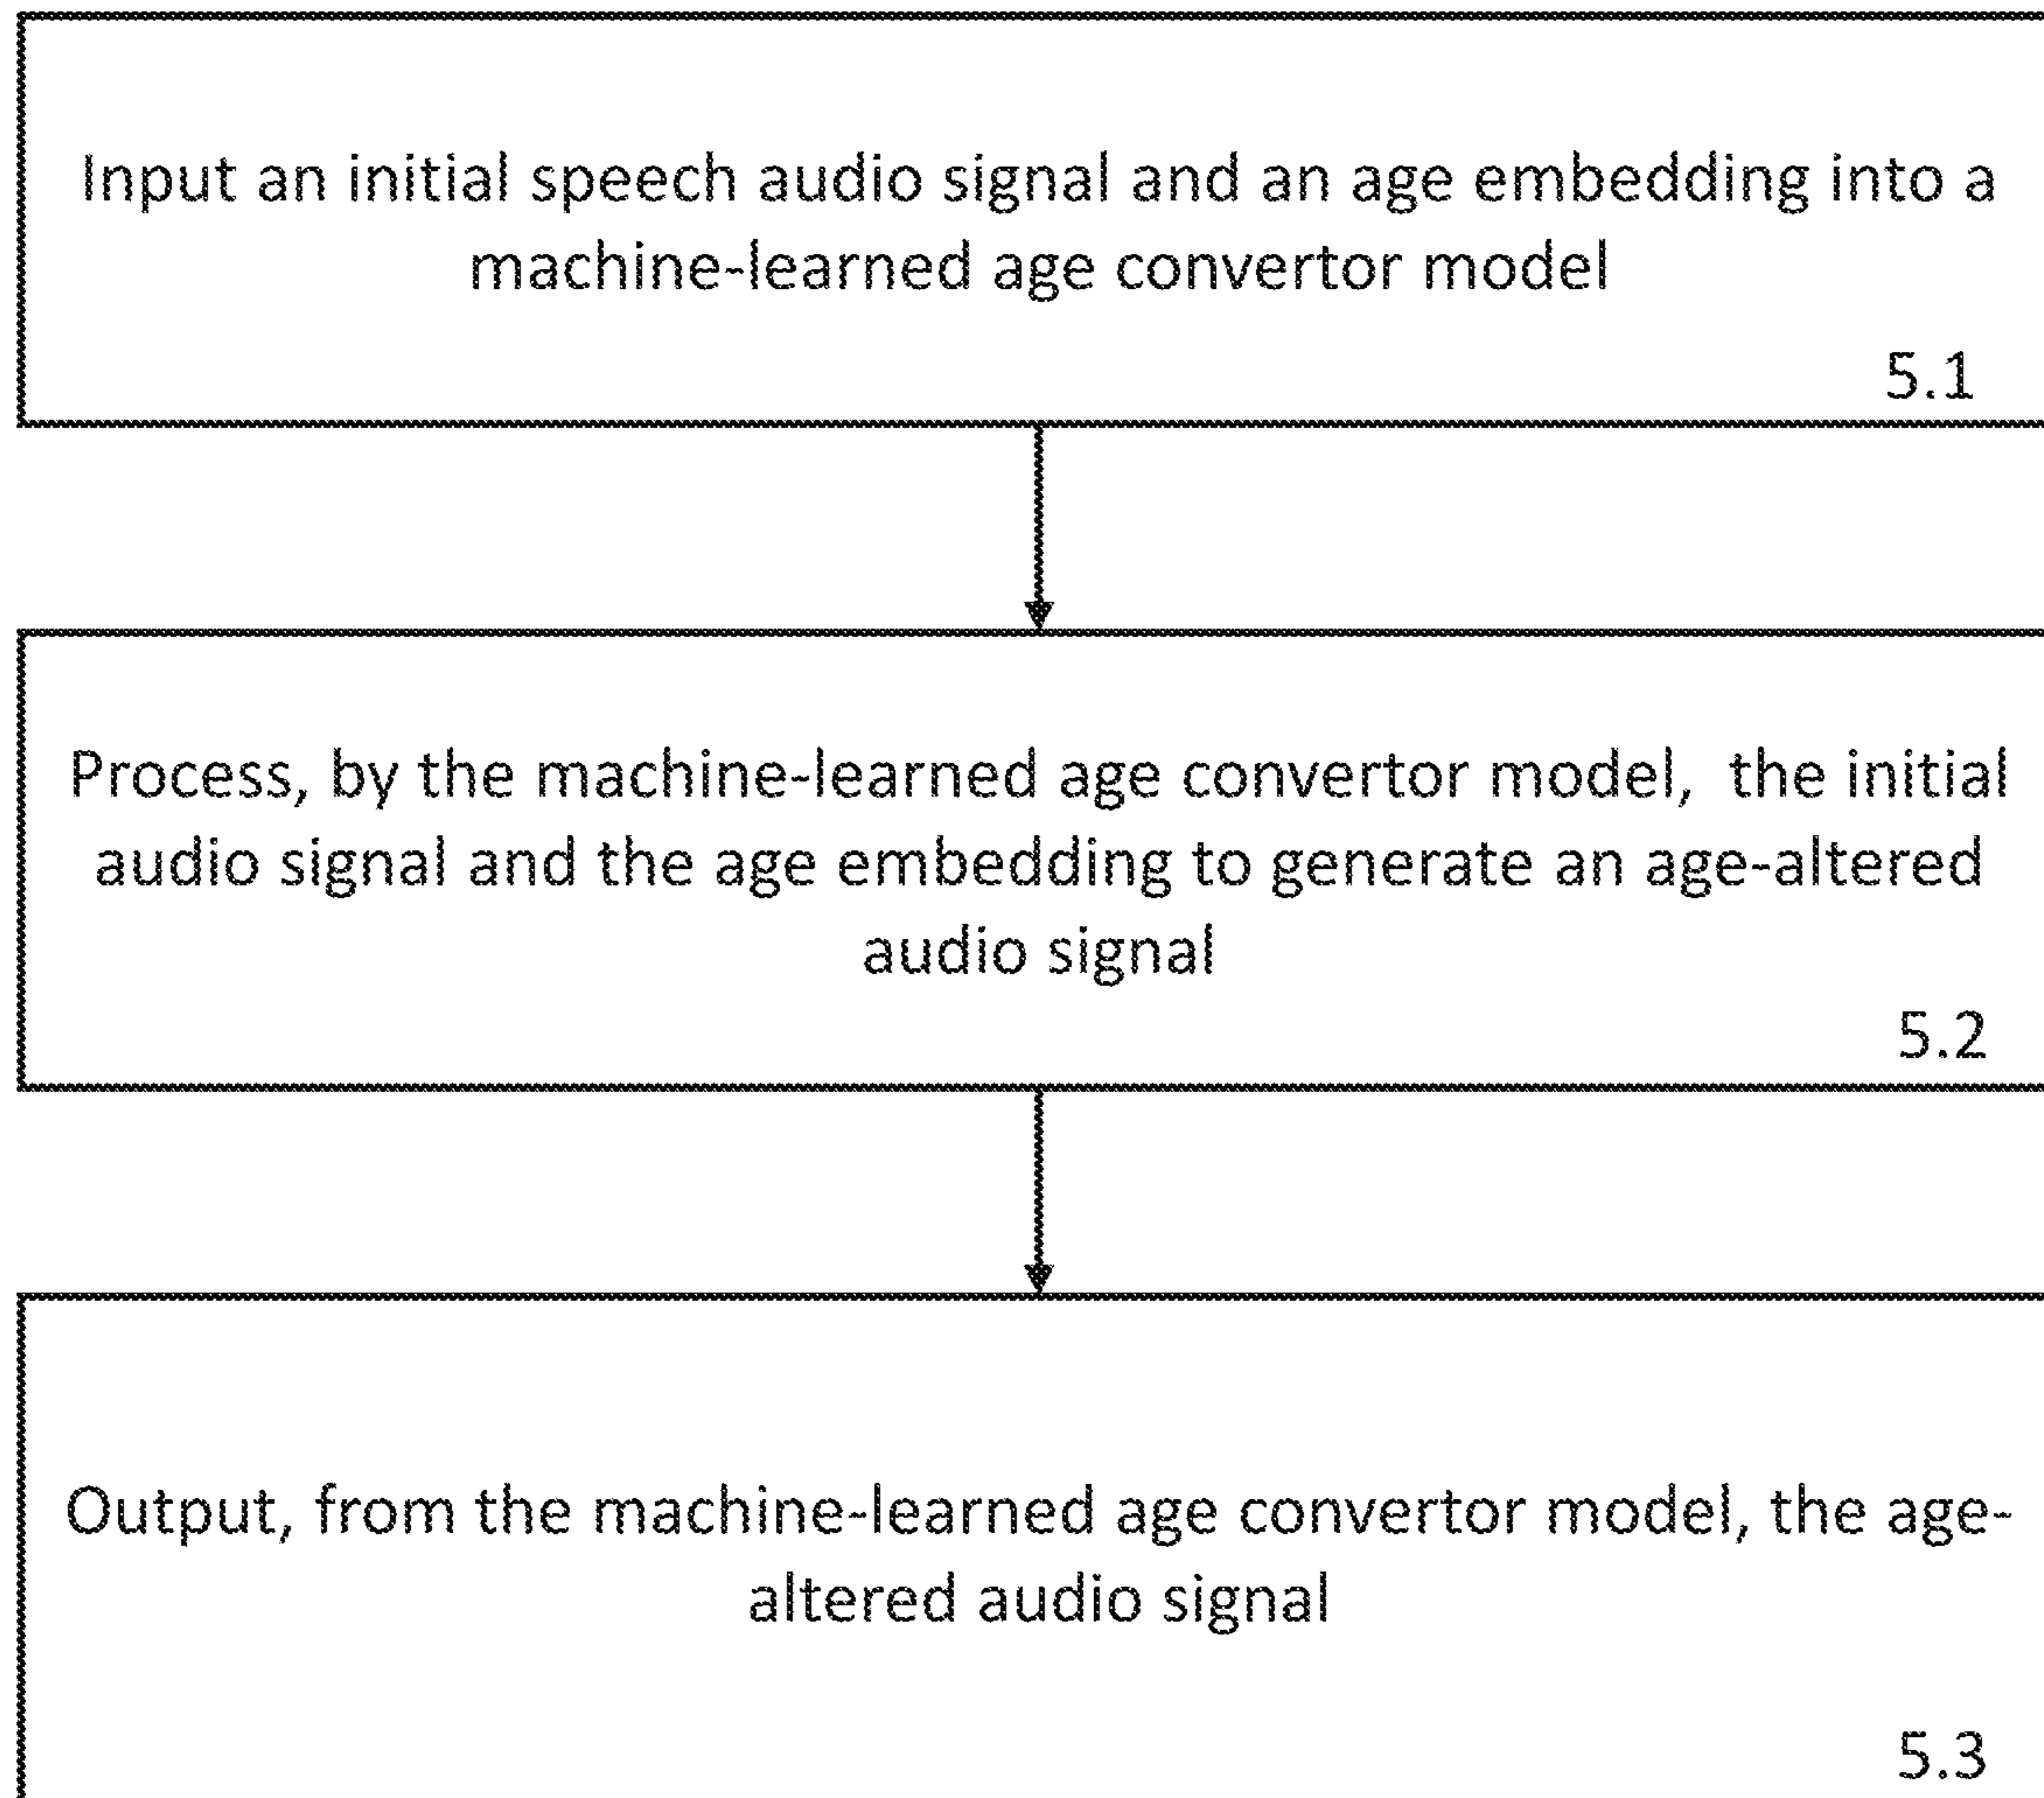 Input an initial speech audio signal and an age embedding into a
machine-learned age convertor model
5.1
Process, by the machine-learned age convertor model,  the initial
audio signal and the age embedding to generate an age-altered
audio signal
5.2
Output, from the machine-learned age convertor model, the age-
altered audio signal
5.3